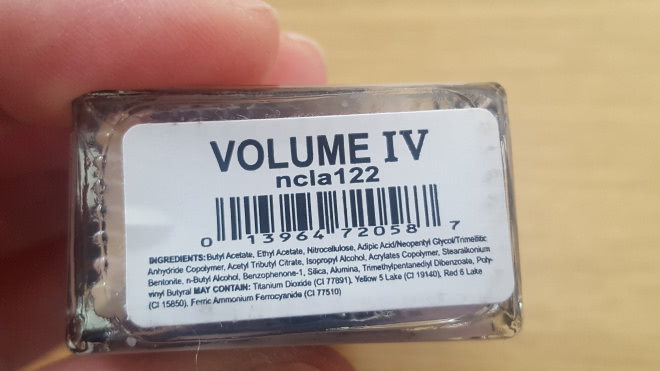 VOLUME IV
ncla122
0 13964 72058 7
INGREDIENTS: Butyl Acetate, Ethyl Acetate, Nitrocellulose, Adipic Acid/Neopentyl Glycol/Trimellitic
Anhydride Copolymer, Acetyl Tributyl Citrate, Isopropyl Alcohol, Acrylates Copolymer, Stearalkonium
Bentonite, n-Butyl Alcohol, Benzophenone-1, Silica, Alumina, Trimethylpentanediyl Dibenzoate, Poly-
vinyl Butyral MAY CONTAIN: Titanium Dioxide (CI 77891), Yellow 5 Lake (CI 19140), Red 6 Lake
(CI 15850), Ferric Ammonium Ferrocyanide (CI 77510)